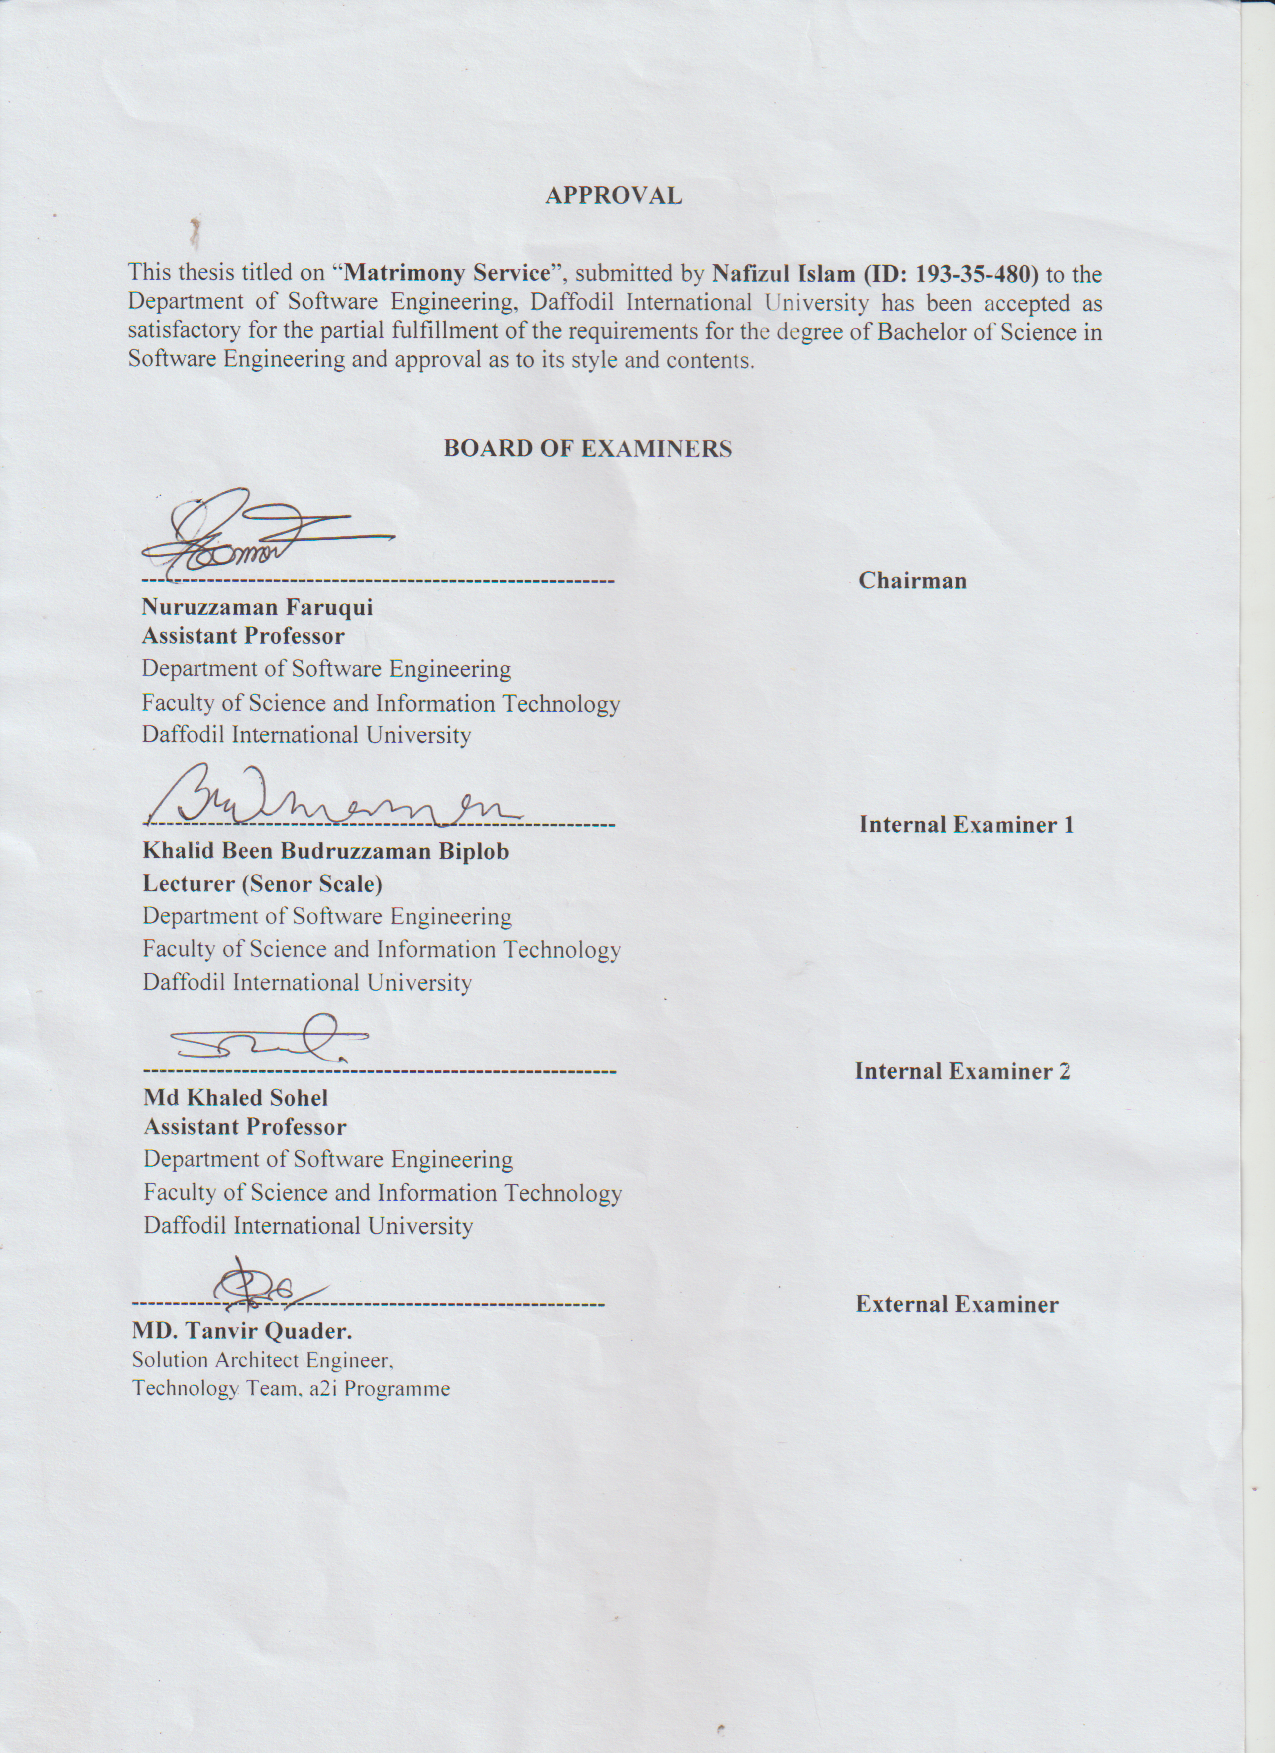 APPROVAL
This thesis titled on “Matrimony Service”, submitted by Nafizul Islam (ID: 193-35-480) to the
Department of Software Engineering, Daffodil International University has been accepted as
satisfactory for the partial fulfillment of the requirements for the degree of Bachelor of Science in
Software Engineering and approval as to its style and contents.
BOARD OF EXAMINERS
Chairman
Nuruzzaman Faruqui
Assistant Professor
Department of Software Engineering
Faculty of Science and Information Technology
Daffodil International University
Internal Examiner 1
Khalid Been Budruzzaman Biplob
Lecturer (Senor Scale)
Department of Software Engineering
Faculty of Science and Information Technology
Daffodil International University
Internal Examiner 2
Md Khaled Sohel
Assistant Professor
Department of Software Engineering
Faculty of Science and Information Technology
Daffodil International University
External Examiner
MD. Tanvir Quader.
Solution Architect Engineer,
Technology Team, a2i Programme